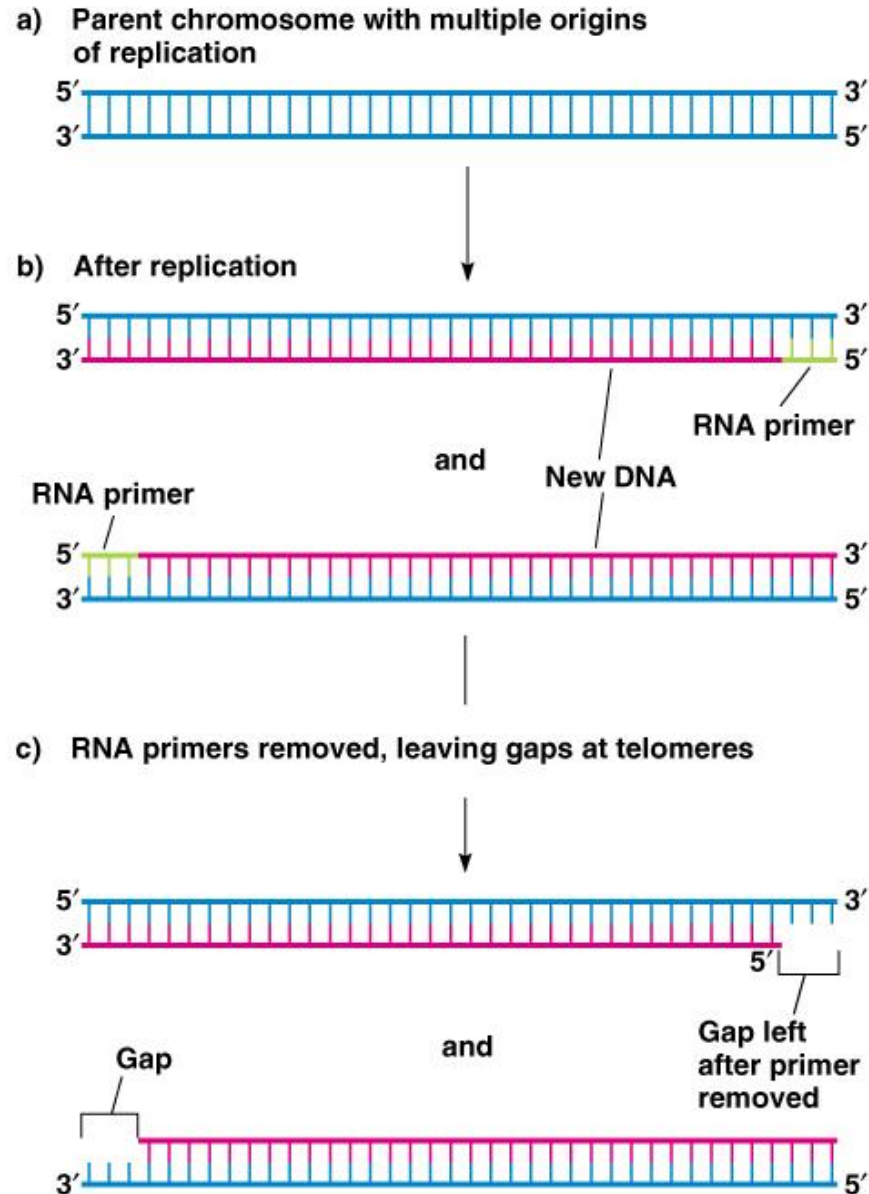 a) Parent chromosome with multiple origins
of replication
5′ 3′
3′ 5′
b) After replication
5′ 3′
3′ 5′
RNA primer
and
New DNA
RNA primer
5′ 3′
3′ 5′
c) RNA primers removed, leaving gaps at telomeres
5′ 3′
3′
5′
Gap left
after primer
removed
and
Gap
3′ 5′